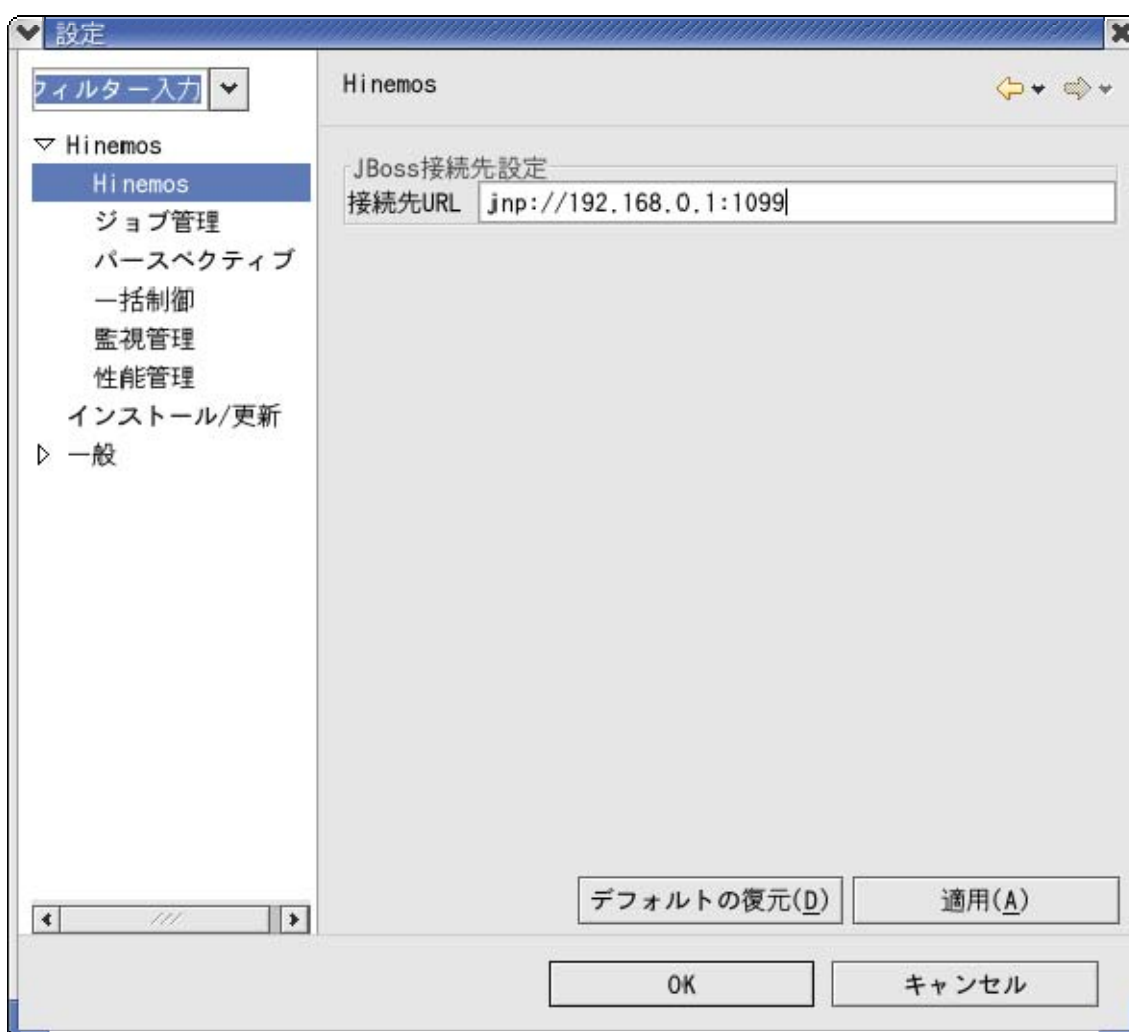 設定
フィルター入力
Hinemos
Hinemos
ジョブ管理
パースペクティブ
一括制御
監視管理
性能管理
インストール/更新
一般
Hinemos
JBoss接続先設定
接続先URL jnp://192.168.0.1:1099
デフォルトの復元(D) 適用(A)
OK キャンセル